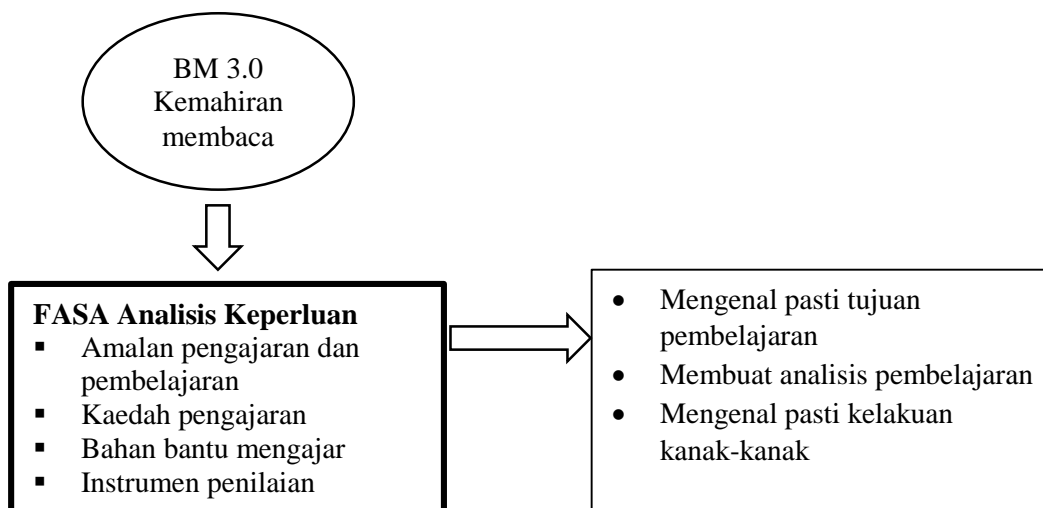 BM 3.0
Kemahiran
membaca
FASA Analisis Keperluan
▪ Amalan pengajaran dan
pembelajaran
▪ Kaedah pengajaran
▪ Bahan bantu mengajar
▪ Instrumen penilaian
• Mengenal pasti tujuan
pembelajaran
• Membuat analisis pembelajaran
• Mengenal pasti kelakuan
kanak-kanak